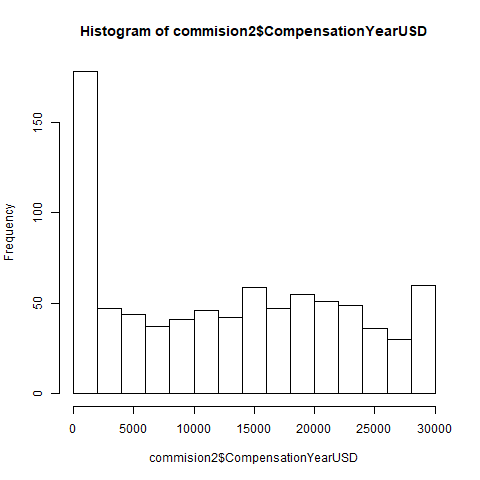 Histogram of commision2$CompensationYearUSD
Frequency
150
100
50
0
0 5000 10000 15000 20000 25000 30000
commision2$CompensationYearUSD